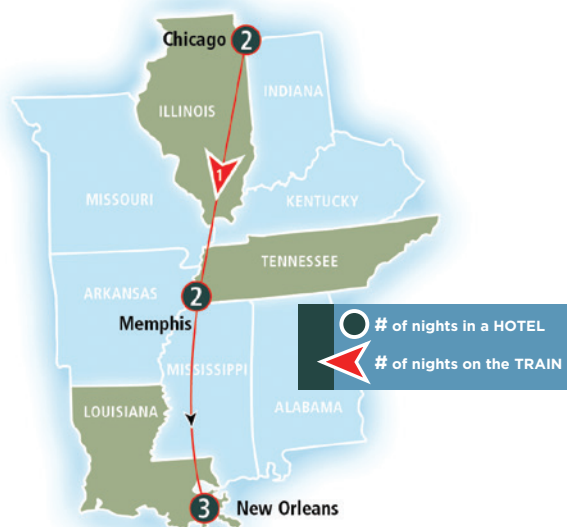 Chicago 2
INDIANA
ILLINOIS
1
MISSOURI
KENTUCKY
TENNESSEE
ARKANSAS
2
Memphis
# of nights in a HOTEL
# of nights on the TRAIN
MISSISSIPPI
LOUISIANA
ALABAMA
3 New Orleans